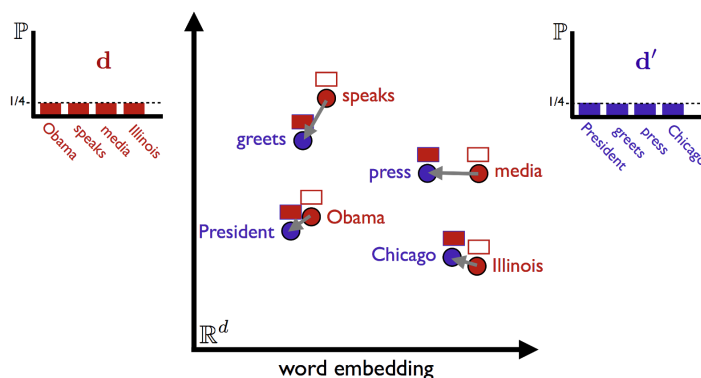 ℙ
d
1/4
Obama
speaks
media
Illinois
speaks
greets
press
media
Obama
President
Chicago
Illinois
ℝᵈ
word embedding
ℙ
d′
1/4
President
greets
press
Chicago